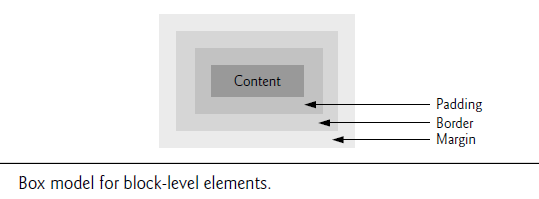 Content
Padding
Border
Margin
Box model for block-level elements.